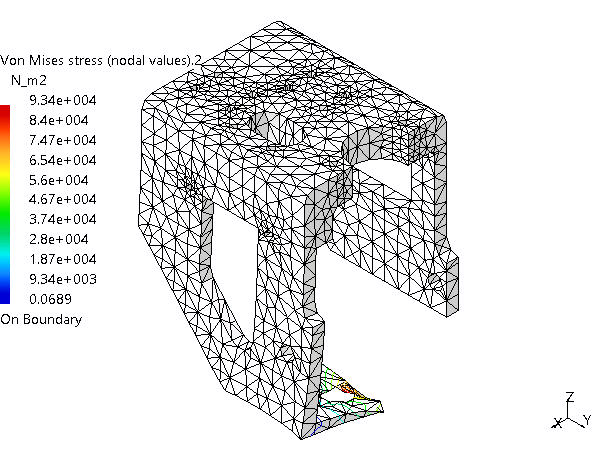 Von Mises stress (nodal values).2
N_m2
9.34e+004
8.4e+004
7.47e+004
6.54e+004
5.6e+004
4.67e+004
3.74e+004
2.8e+004
1.87e+004
9.34e+003
0.0689
On Boundary
Z
X
Y